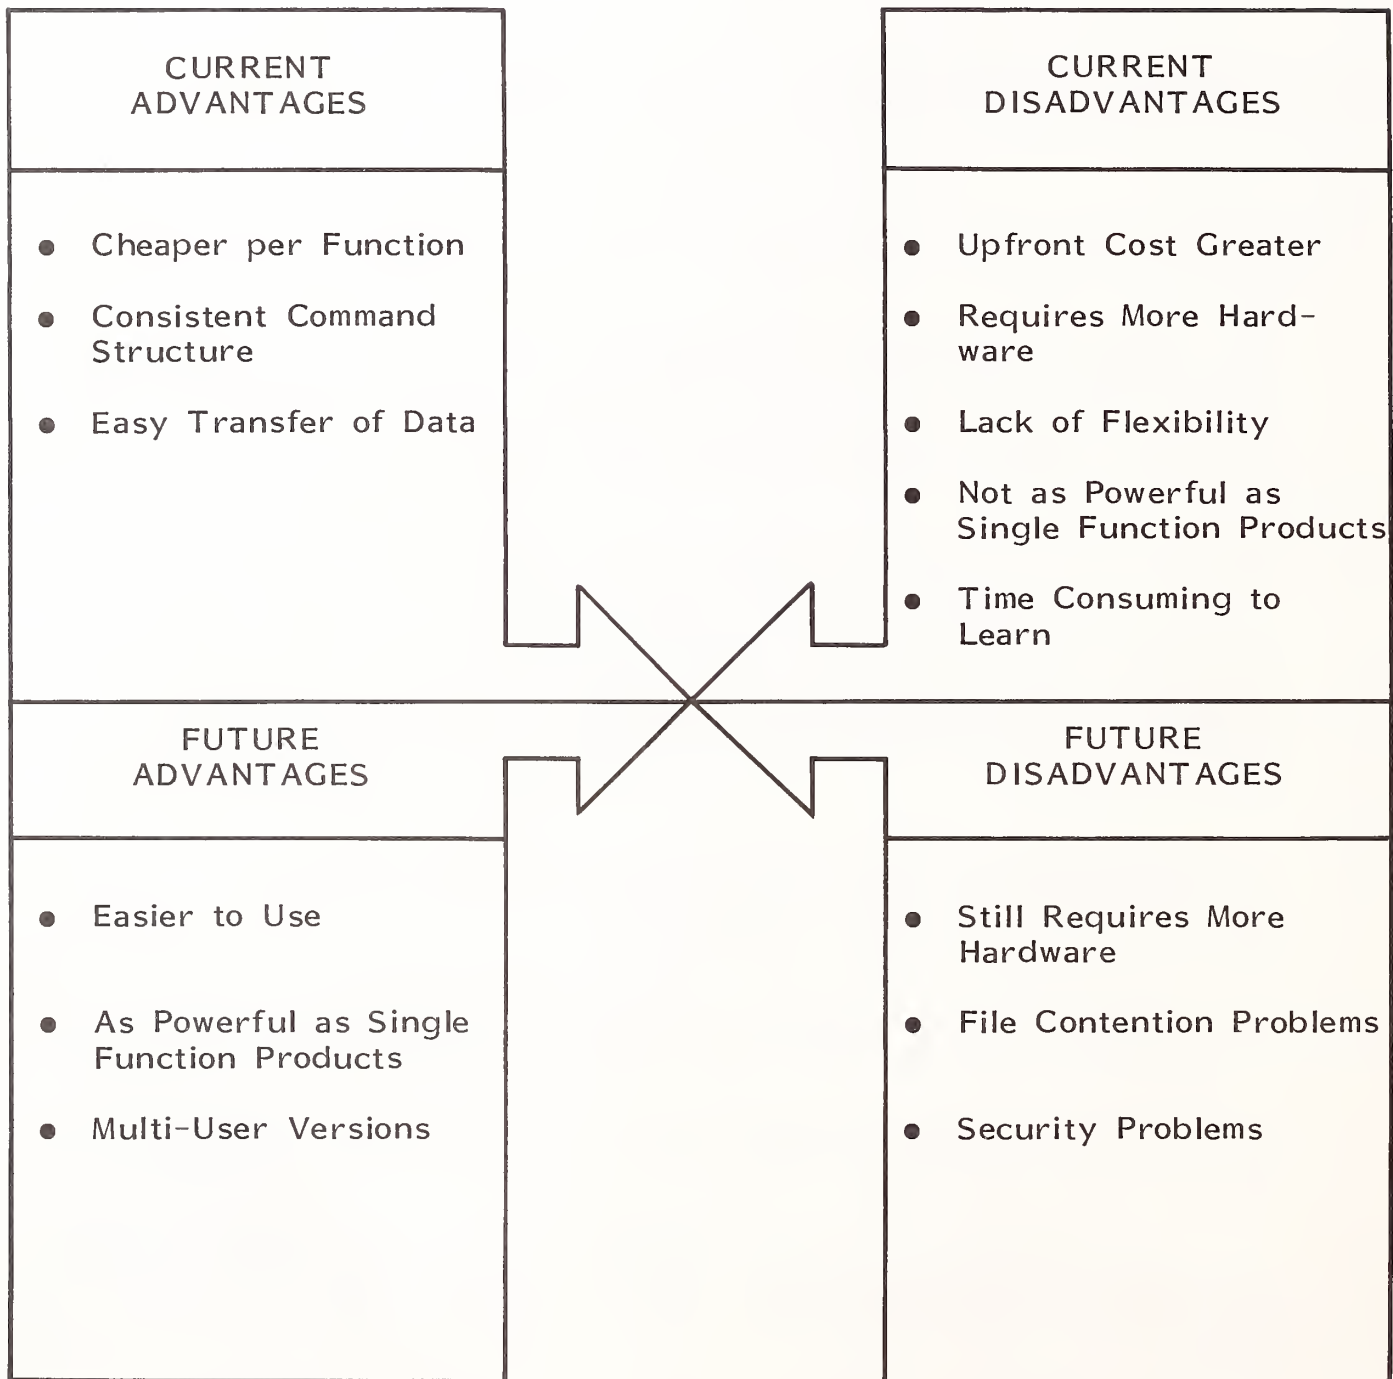 CURRENT
ADVANTAGES
● Cheaper per Function
● Consistent Command
Structure
● Easy Transfer of Data
CURRENT
DISADVANTAGES
● Upfront Cost Greater
● Requires More Hard-
ware
● Lack of Flexibility
● Not as Powerful as
Single Function Products
● Time Consuming to
Learn
FUTURE
ADVANTAGES
● Easier to Use
● As Powerful as Single
Function Products
● Multi-User Versions
FUTURE
DISADVANTAGES
● Still Requires More
Hardware
● File Contention Problems
● Security Problems